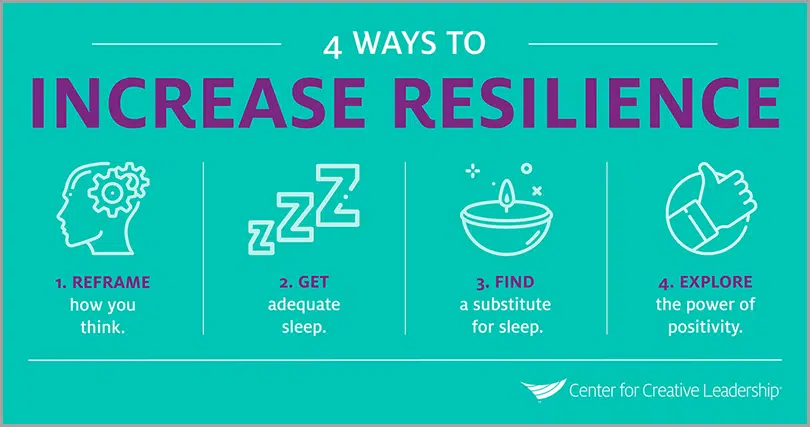 4 WAYS TO
INCREASE RESILIENCE
ZZZ
1. REFRAME
how you
think.
2. GET
adequate
sleep.
3. FIND
a substitute
for sleep.
4. EXPLORE
the power of
positivity.
Center for Creative Leadership